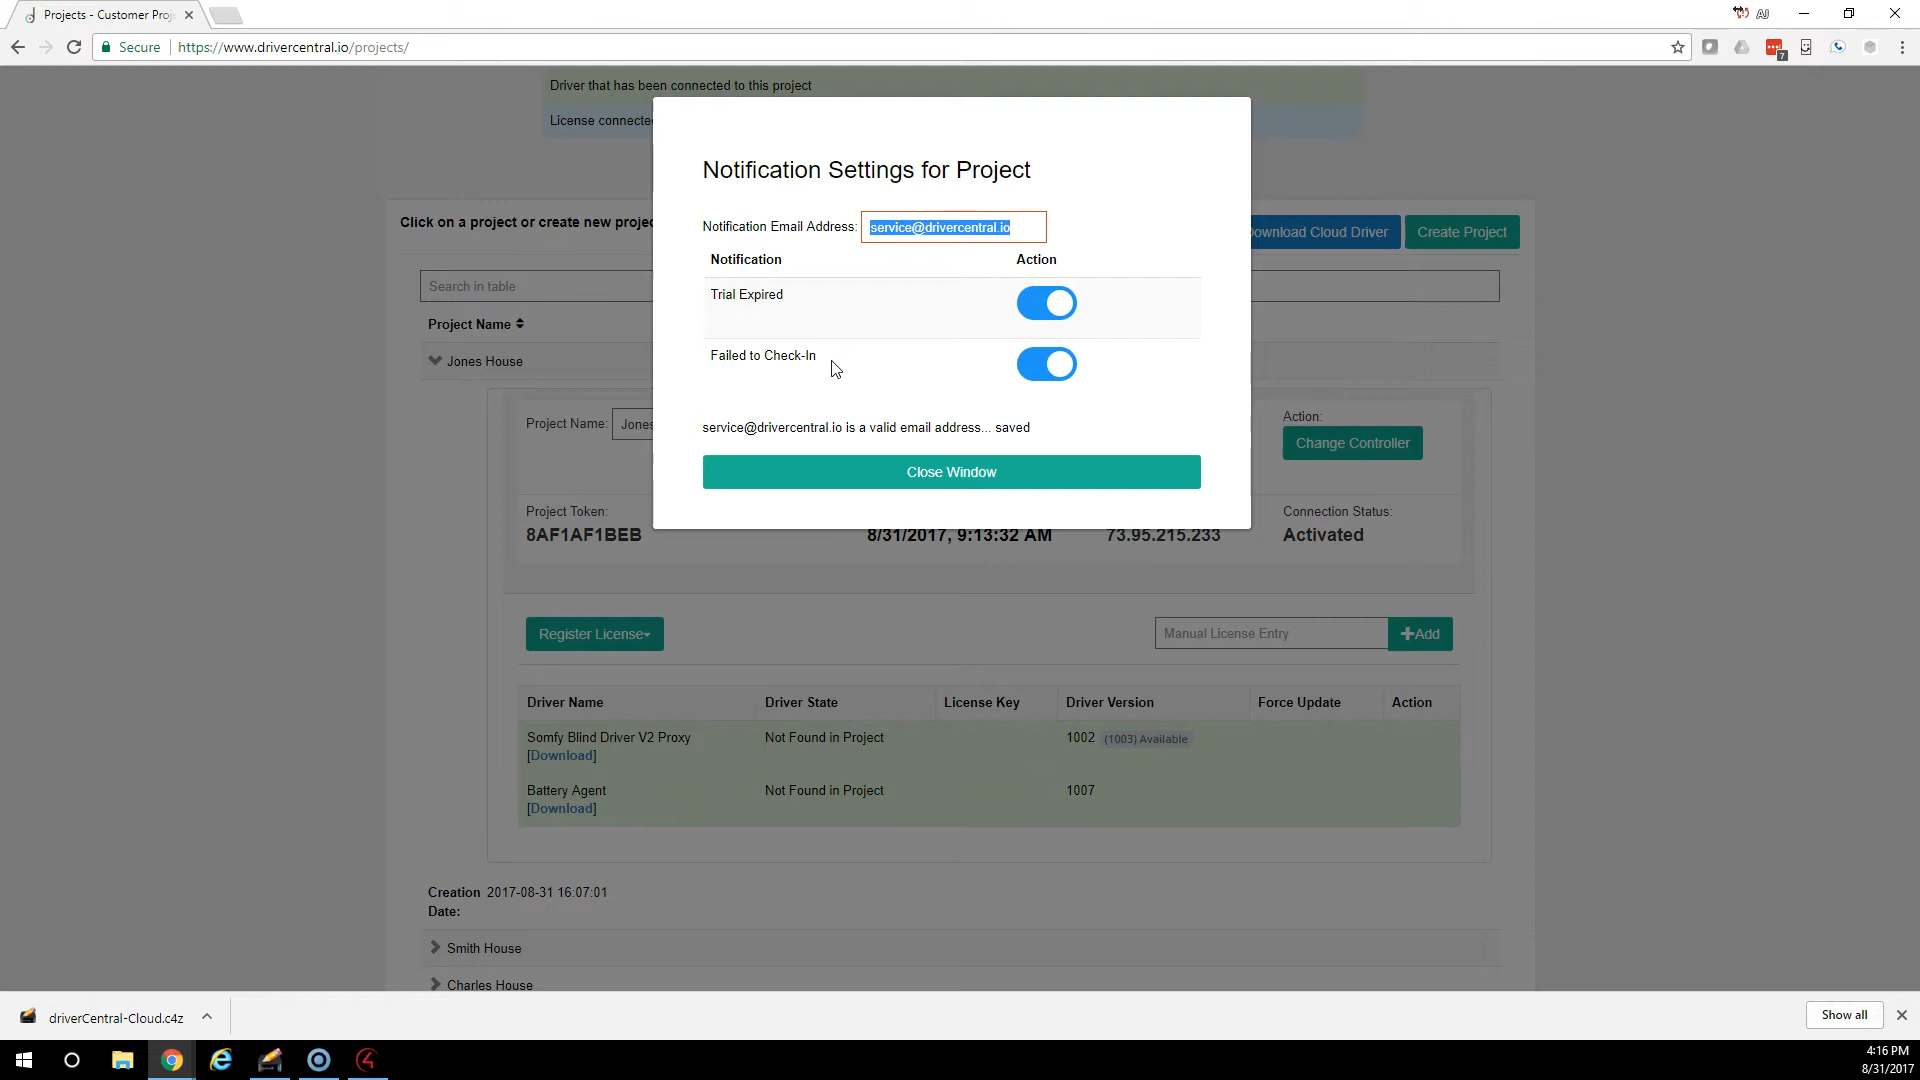 Projects - Customer Proj
AJ
Secure
https://www.drivercentral.io/projects/
7
Driver that has been connected to this project
License connecte
Notification Settings for Project
Notification Email Address: service@drivercentral.io
Notification Action
Trial Expired
Failed to Check-In
service@drivercentral.io is a valid email address... saved
Close Window
Click on a project or create new projec
ownload Cloud Driver
Create Project
Search in table
Project Name
Jones House
Project Name: Jones
Action:
Change Controller
Project Token:
8AF1AF1BEB
8/31/2017, 9:13:32 AM
73.95.215.233
Connection Status:
Activated
Register License
Manual License Entry
Add
Driver Name Driver State License Key Driver Version Force Update Action
Somfy Blind Driver V2 Proxy Not Found in Project 1002 (1003) Available
[Download]
Battery Agent Not Found in Project 1007
[Download]
Creation 2017-08-31 16:07:01
Date:
Smith House
Charles House
driverCentral-Cloud.c4z
Show all
4:16 PM
8/31/2017